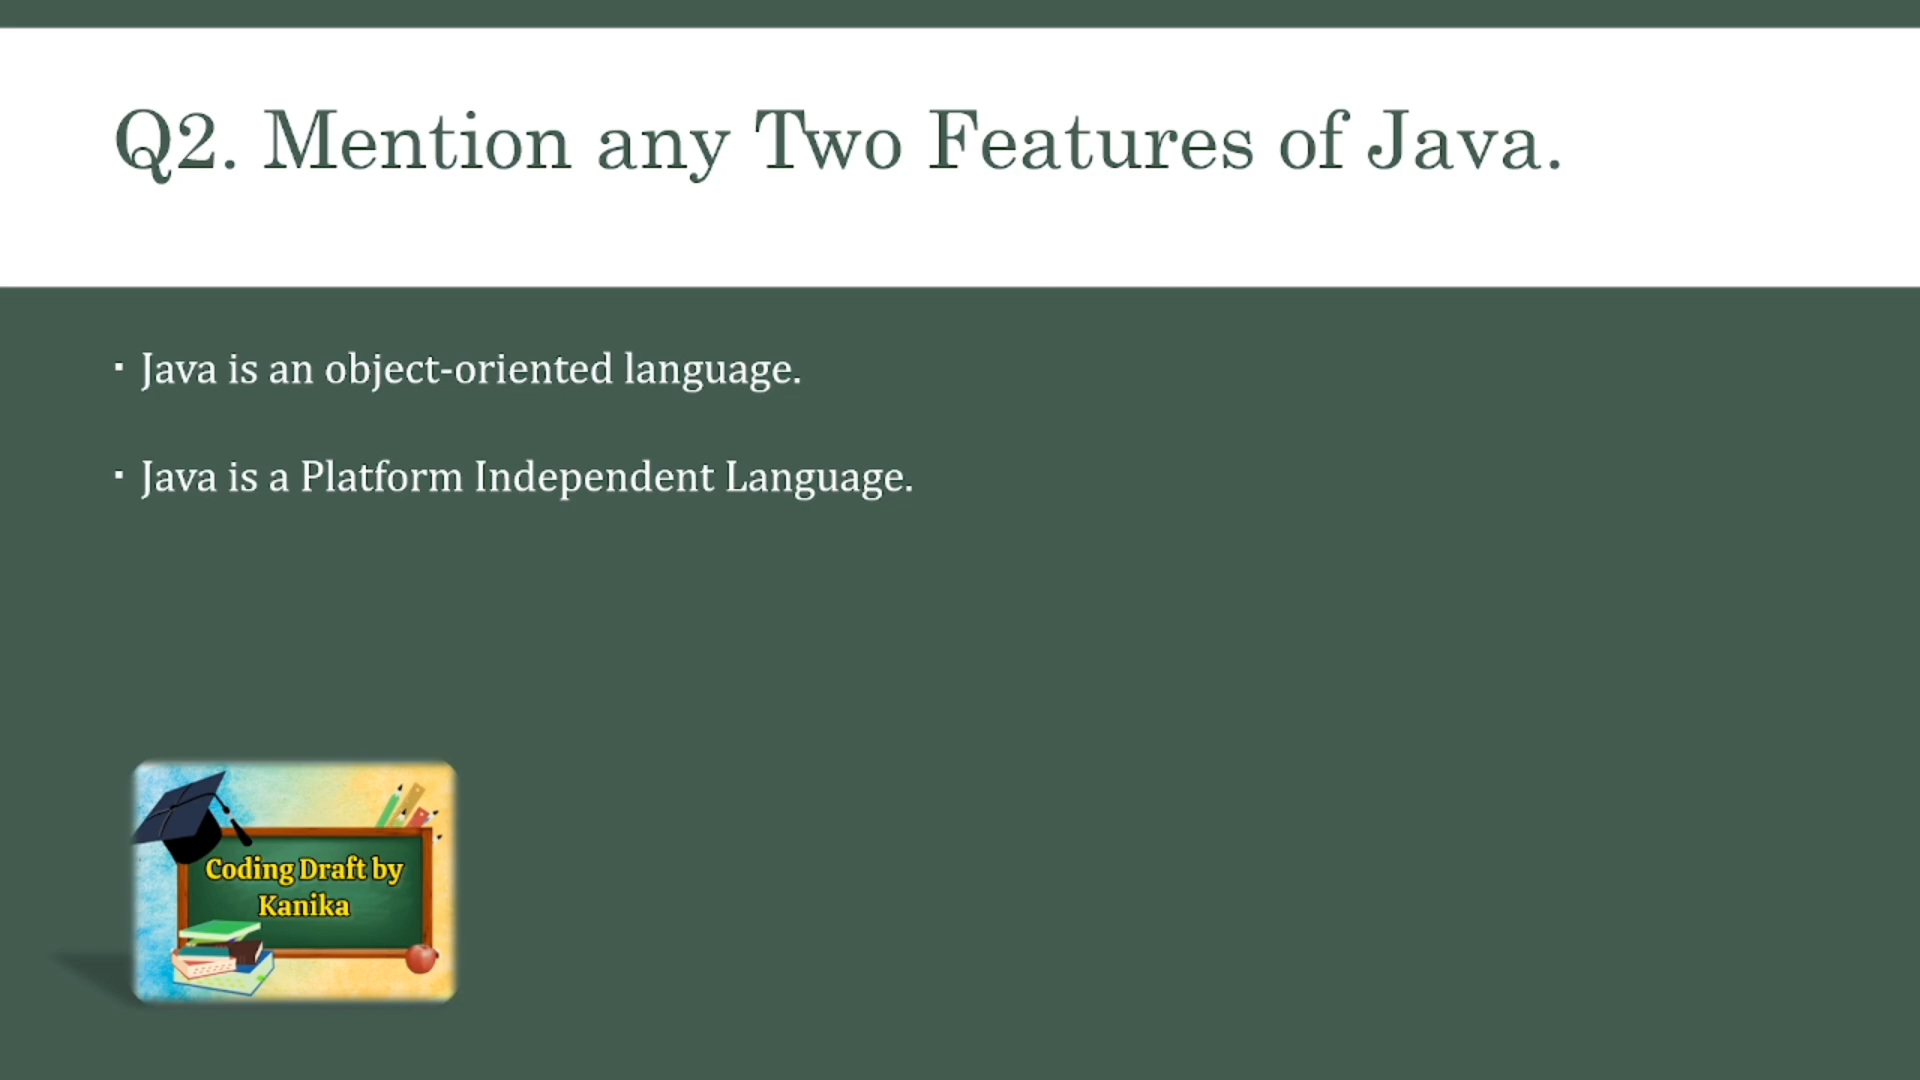 Q2. Mention any Two Features of Java.
▪ Java is an object-oriented language.
▪ Java is a Platform Independent Language.
Coding Draft by
Kanika